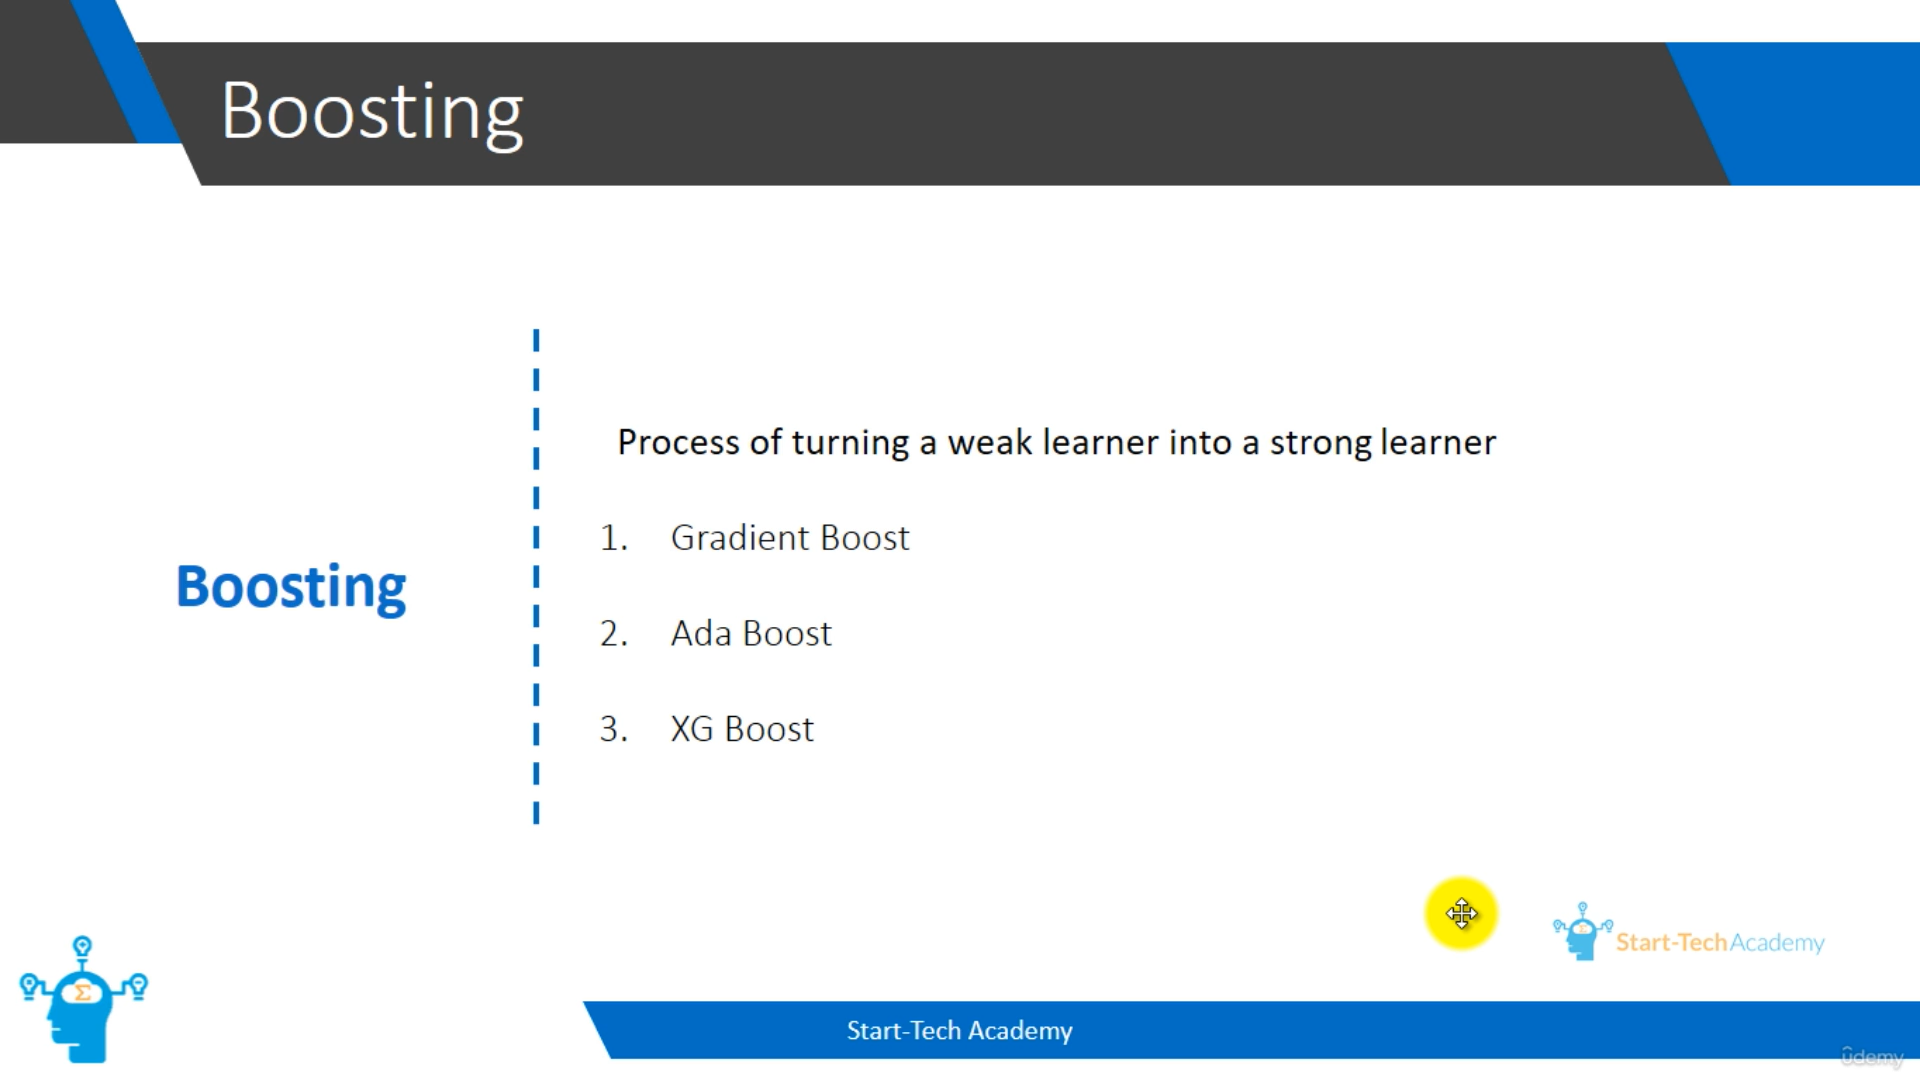 Boosting
Process of turning a weak learner into a strong learner
1. Gradient Boost
Boosting
2. Ada Boost
3. XG Boost
Σ
Start-Tech Academy
Start-Tech Academy
ûdemy